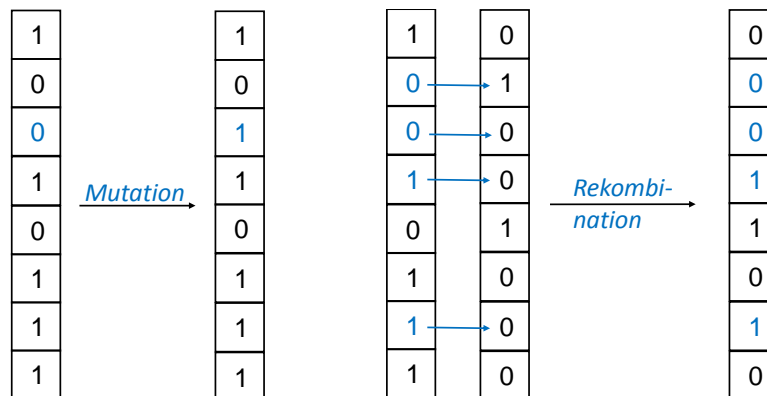 1 1 1 0 0
0 0 0 1 0
0 1 0 0 0
1 Mutation 1 1 0 Rekombi- 1
0 0 0 1 nation 1
1 1 1 0 0
1 1 1 0 1
1 1 1 0 0